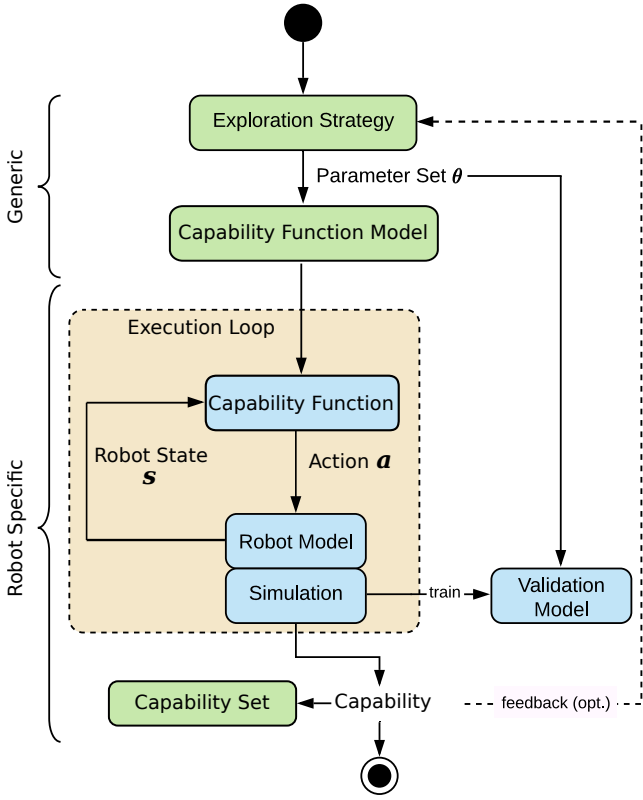 Exploration Strategy
Generic
Parameter Set θ
Capability Function Model
Execution Loop
Capability Function
Robot State
s
Action a
Robot Specific
Robot Model
Simulation
train
Validation
Model
Capability Set
Capability
feedback (opt.)